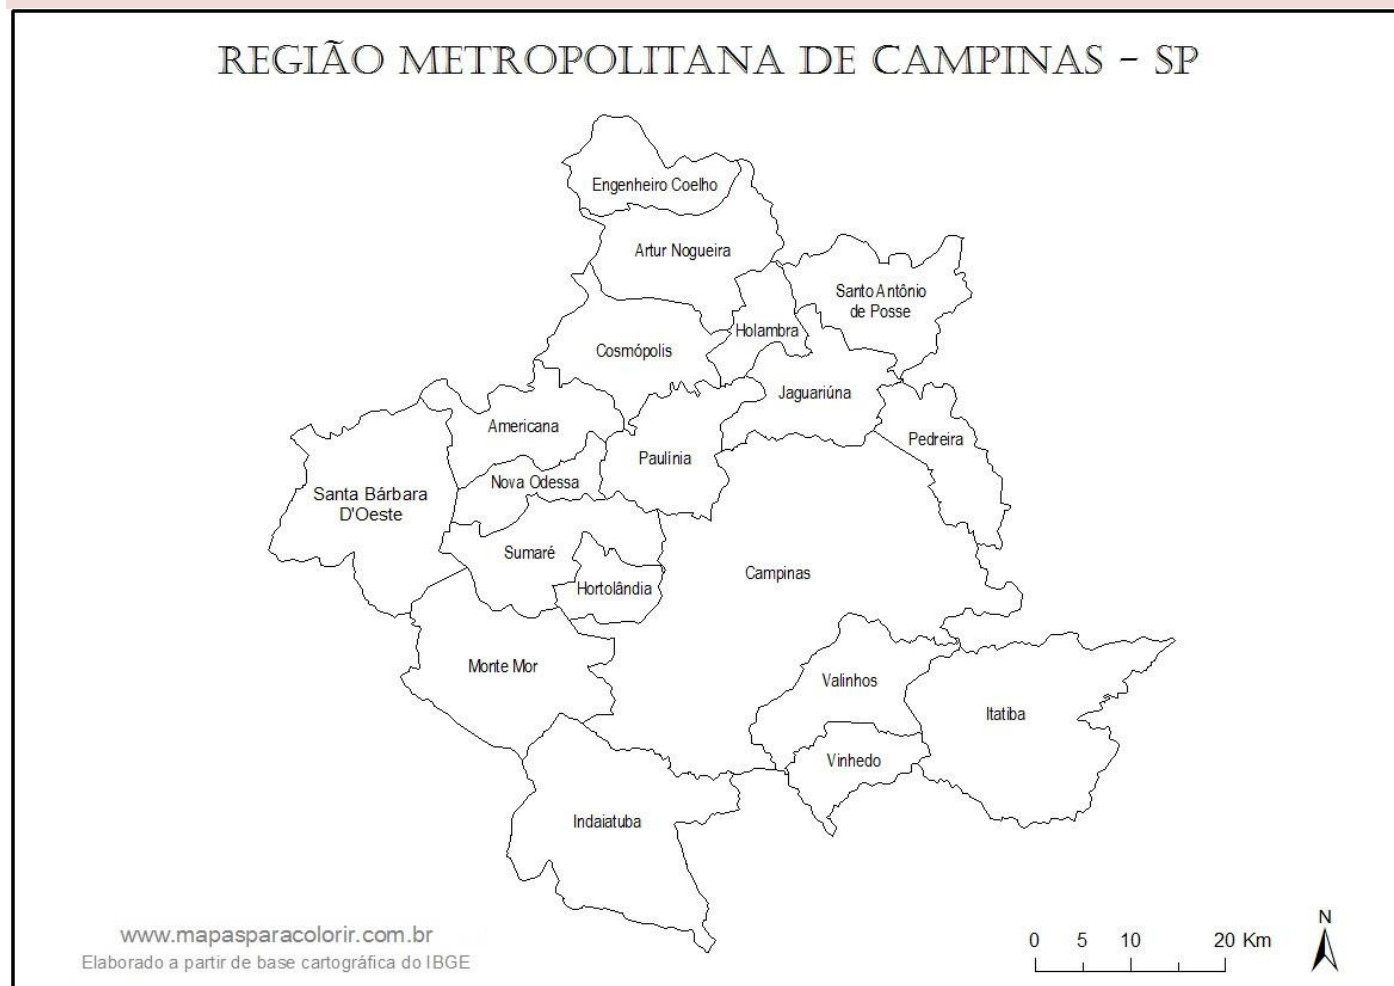 REGIÃO METROPOLITANA DE CAMPINAS - SP
Engenheiro Coelho
Artur Nogueira
Santo Antônio
de Posse
Holambra
Cosmópolis
Jaguariúna
Americana
Pedreira
Paulínia
Nova Odessa
Santa Bárbara
D'Oeste
Sumaré
Campinas
Hortolândia
Monte Mor
Valinhos
Itatiba
Vinhedo
Indaiatuba
www.mapasparacolorir.com.br
Elaborado a partir de base cartográfica do IBGE
0 5 10 20 Km
N